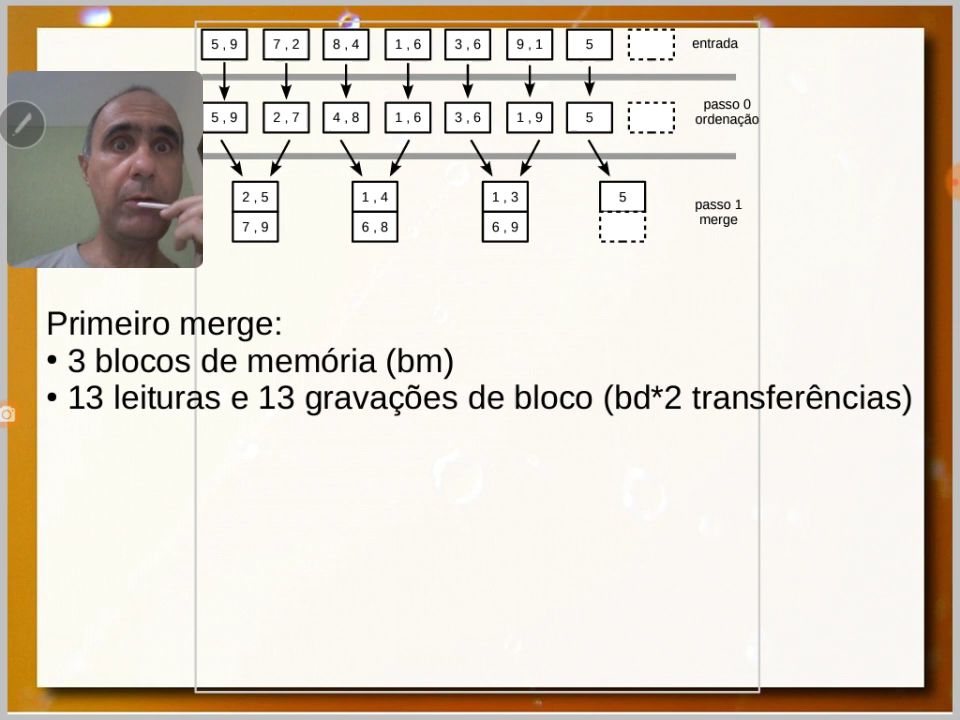 5 , 9 7 , 2 8 , 4 1 , 6 3 , 6 9 , 1 5 entrada
5 , 9 2 , 7 4 , 8 1 , 6 3 , 6 1 , 9 5 passo 0
ordenação
2 , 5 1 , 4 1 , 3 5 passo 1
7 , 9 6 , 8 6 , 9 merge
Primeiro merge:
• 3 blocos de memória (bm)
• 13 leituras e 13 gravações de bloco (bd*2 transferências)